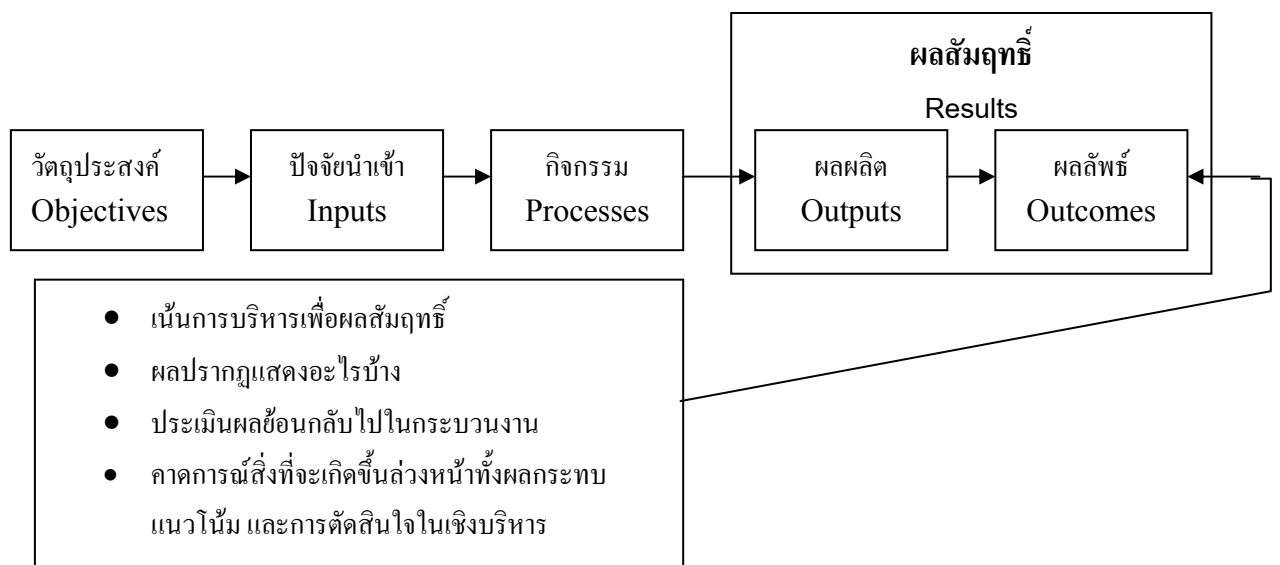 ผลสัมฤทธิ์
Results
วัตถุประสงค์
Objectives
ปัจจัยนำเข้า
Inputs
กิจกรรม
Processes
ผลผลิต
Outputs
ผลลัพธ์
Outcomes
● เน้นการบริหารเพื่อผลสัมฤทธิ์
● ผลปรากฏแสดงอะไรบ้าง
● ประเมินผลย้อนกลับไปในกระบวนงาน
● คาดการณ์สิ่งที่จะเกิดขึ้นล่วงหน้าทั้งผลกระทบ
แนวโน้ม และการตัดสินใจในเชิงบริหาร